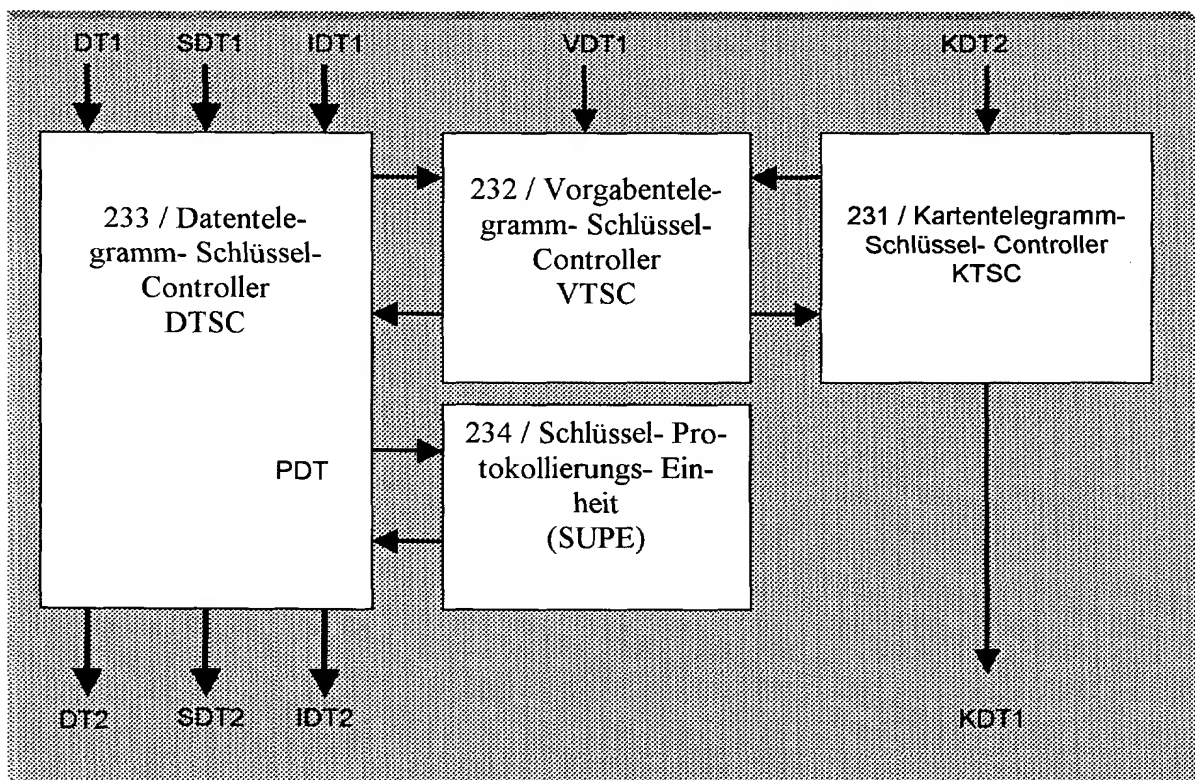 DT1 SDT1 IDT1 VDT1 KDT2
233 / Datentele-
gramm- Schlüssel-
Controller
DTSC
232 / Vorgabentele-
gramm- Schlüssel-
Controller
VTSC
231 / Kartentelegramm-
Schlüssel- Controller
KTSC
PDT
234 / Schlüssel- Pro-
tokollierungs- Ein-
heit
(SUPE)
DT2 SDT2 IDT2 KDT1